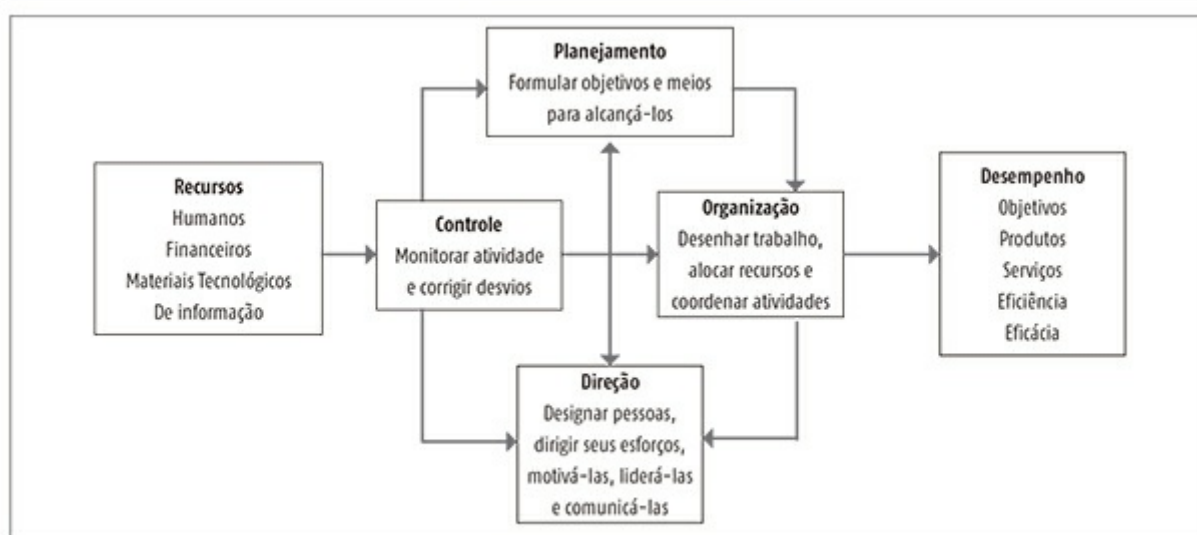 Planejamento
Formular objetivos e meios
para alcançá-los
Recursos
Humanos
Financeiros
Materiais Tecnológicos
De informação
Controle
Monitorar atividade
e corrigir desvios
Organização
Desenhar trabalho,
alocar recursos e
coordenar atividades
Desempenho
Objetivos
Produtos
Serviços
Eficiência
Eficácia
Direção
Designar pessoas,
dirigir seus esforços,
motivá-las, liderá-las
e comunicá-las